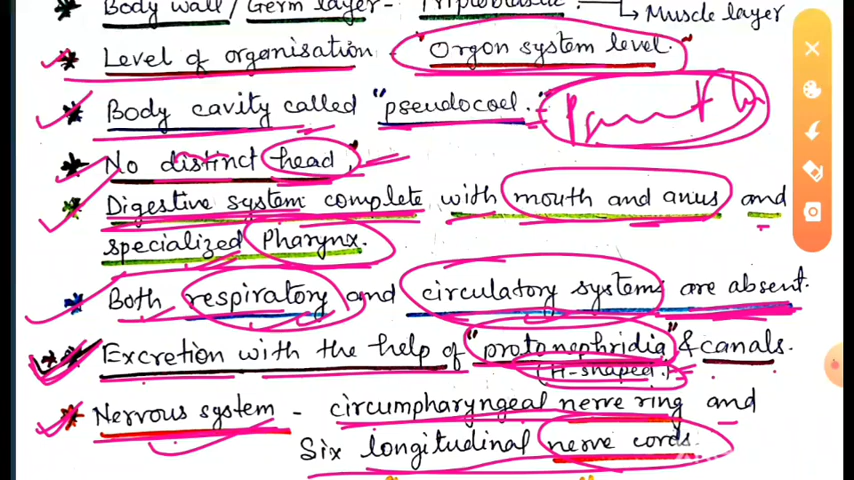 Body wall / Germ layer - Triploblastic
↳ Muscle layer
Level of organisation - "Organ system level."
Body cavity called "pseudocoel."
No distinct head.
Digestive system complete with mouth and anus and
specialized Pharynx.
Both respiratory and circulatory systems are absent.
Excretion with the help of "protonephridia" & canals.
(H-shaped.)
Nervous system - circumpharyngeal nerve ring and
Six longitudinal nerve cords.